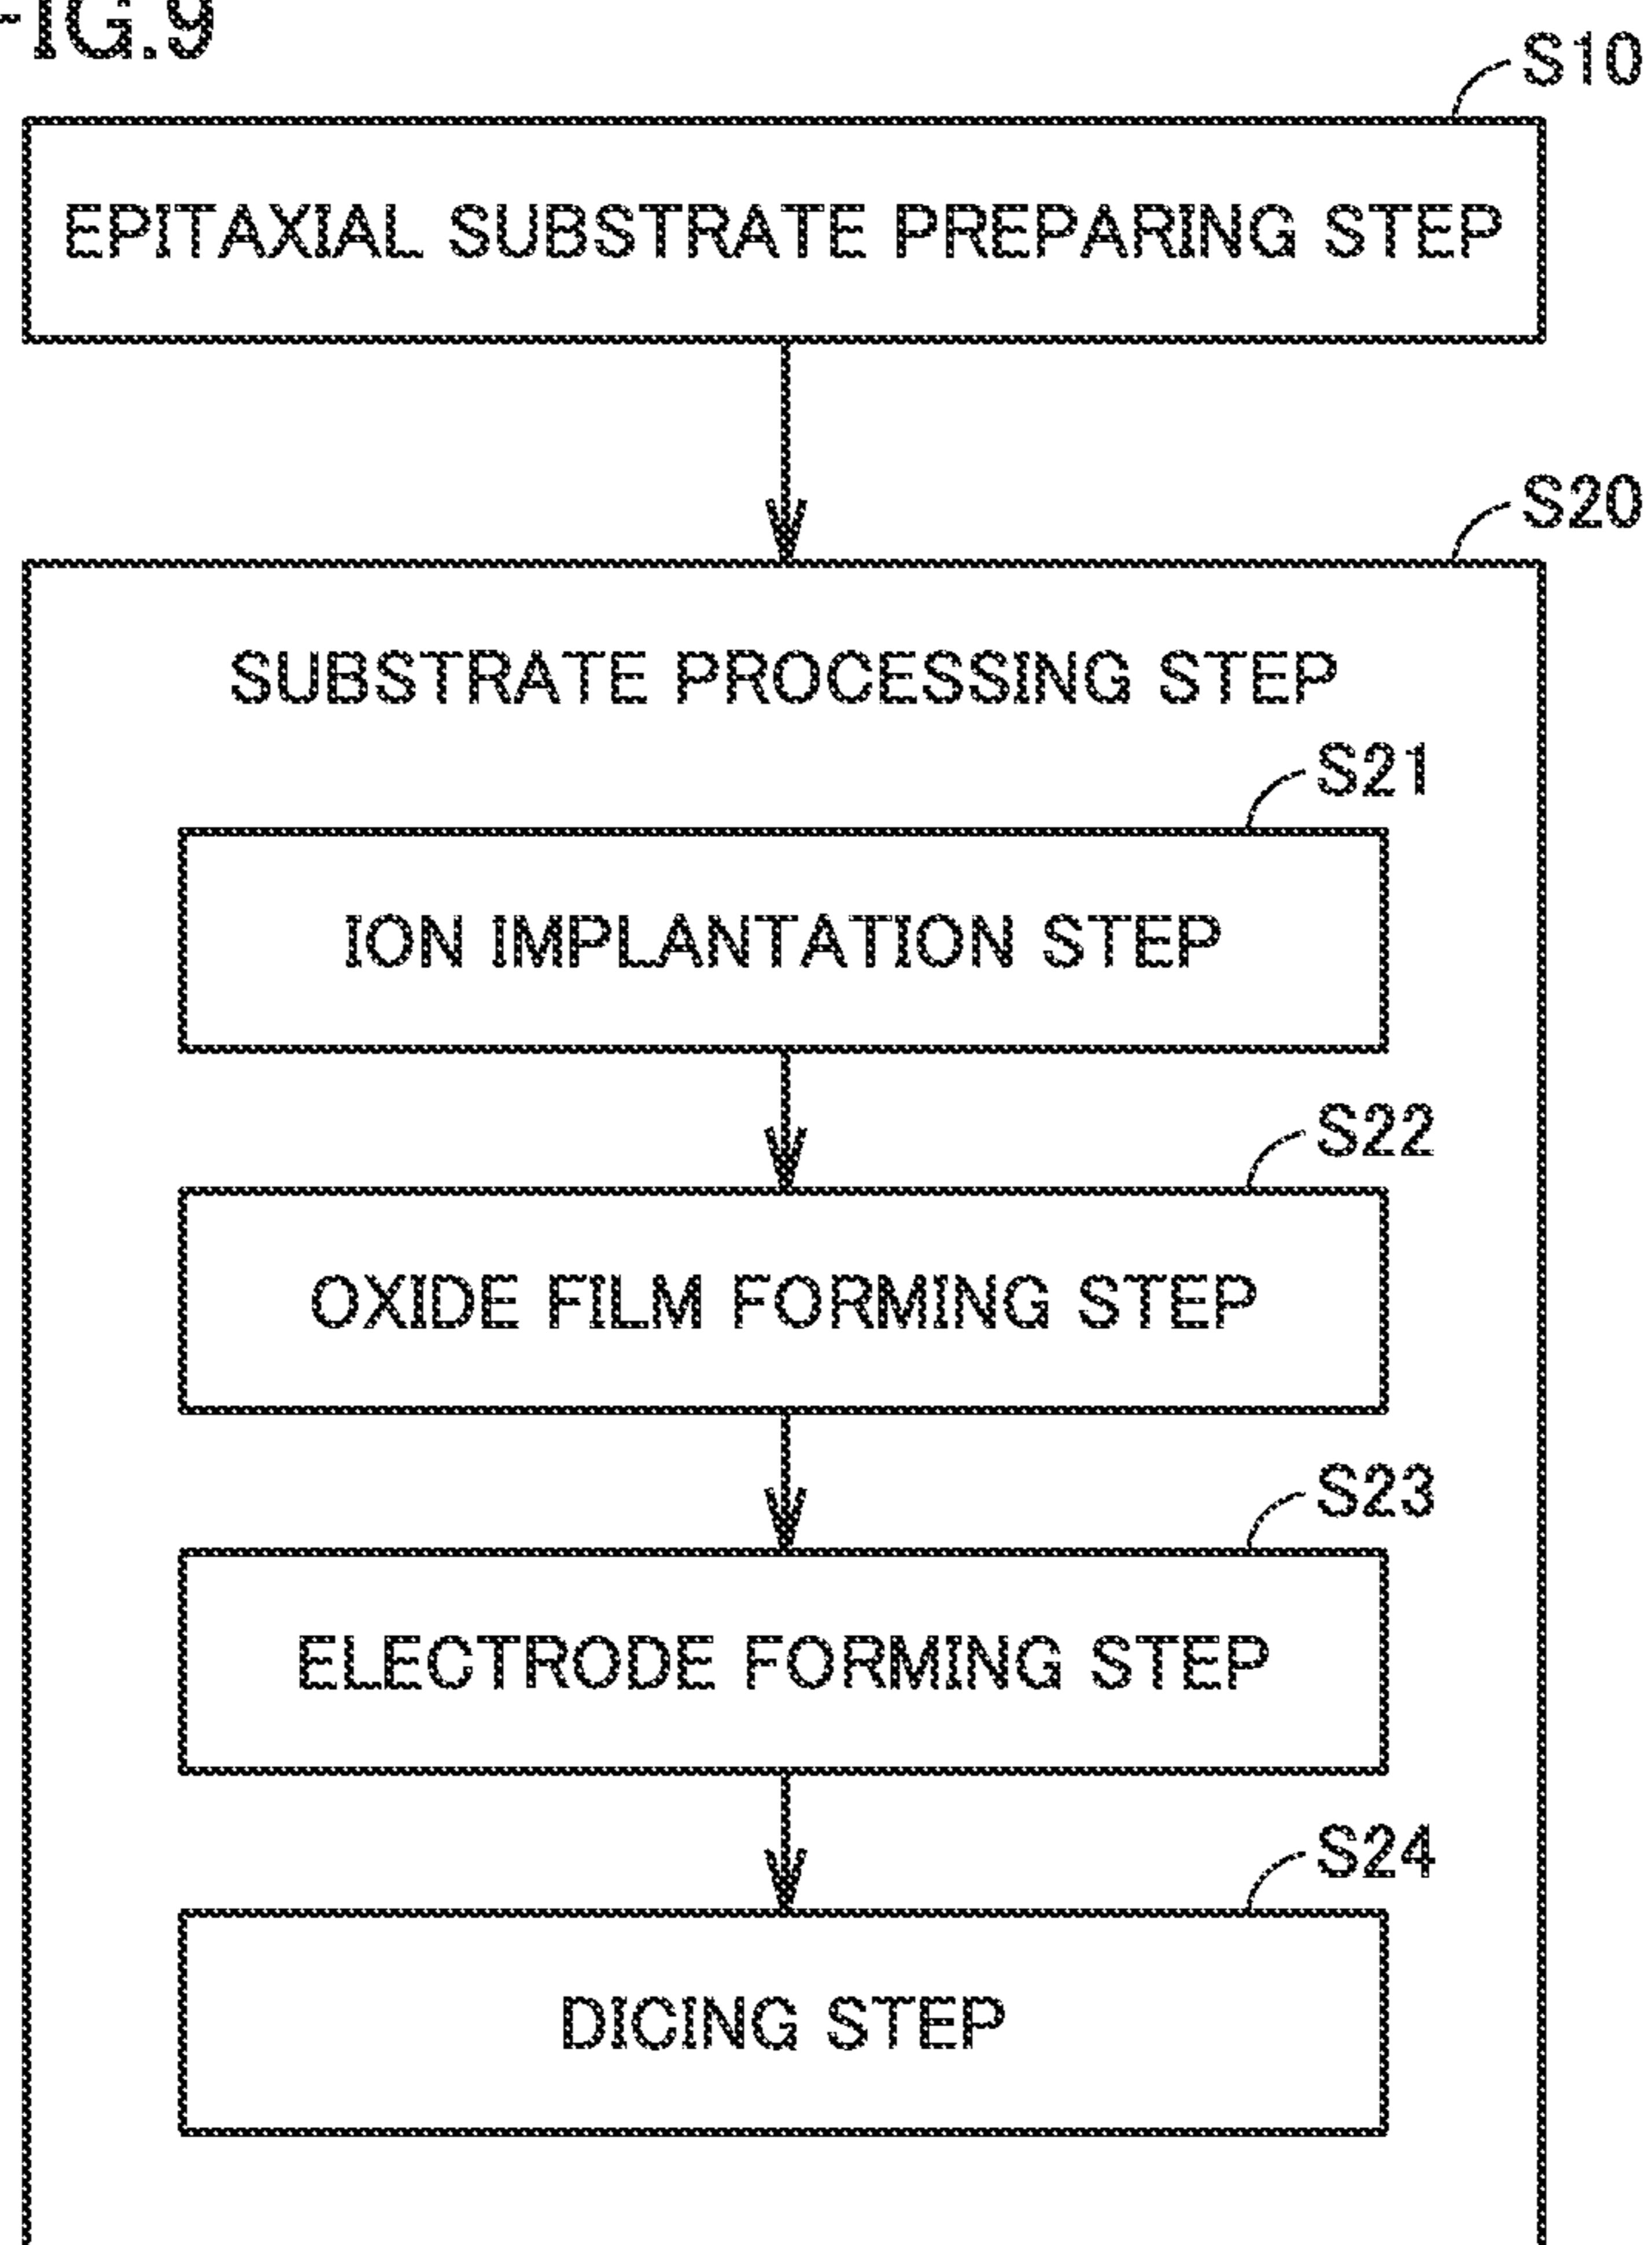 FIG.9
S10
EPITAXIAL SUBSTRATE PREPARING STEP
S20
SUBSTRATE PROCESSING STEP
S21
ION IMPLANTATION STEP
S22
OXIDE FILM FORMING STEP
S23
ELECTRODE FORMING STEP
S24
DICING STEP